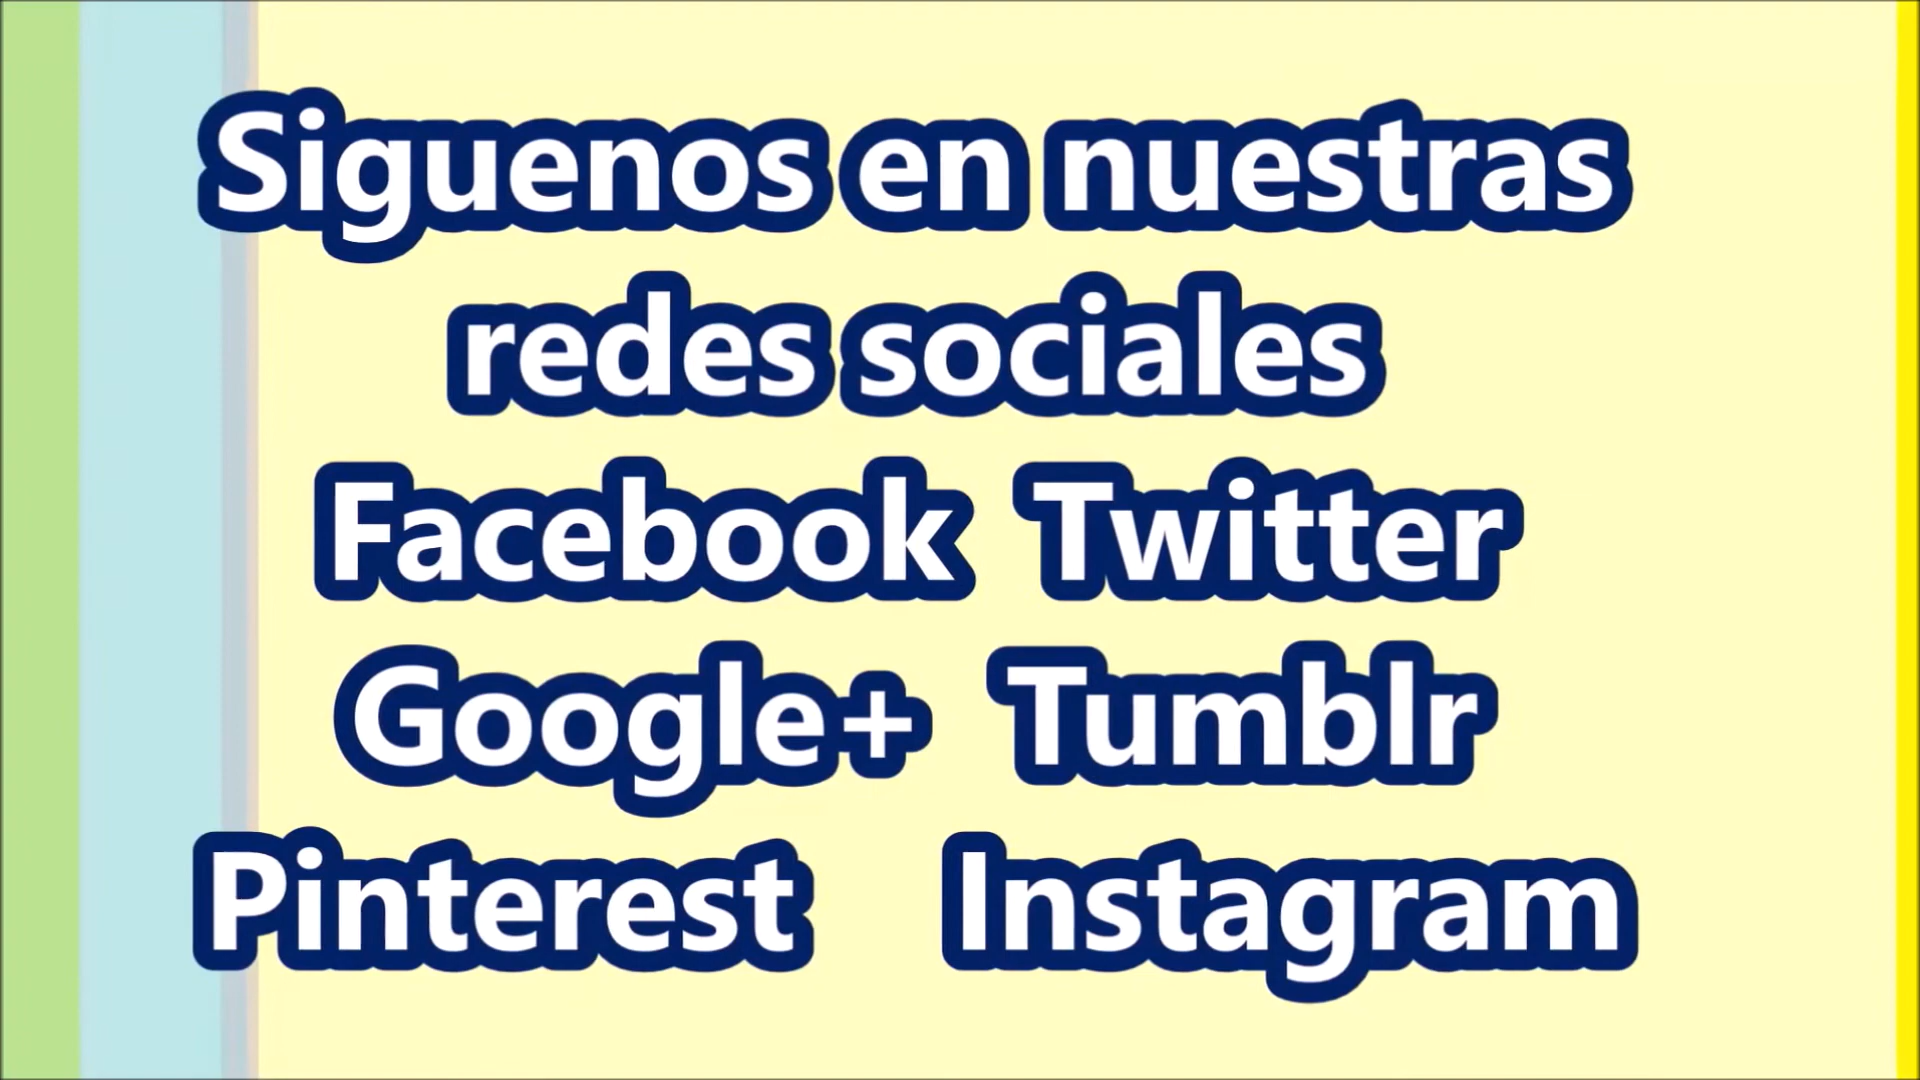 Siguenos en nuestras
redes sociales
Facebook Twitter
Google+ Tumblr
Pinterest Instagram